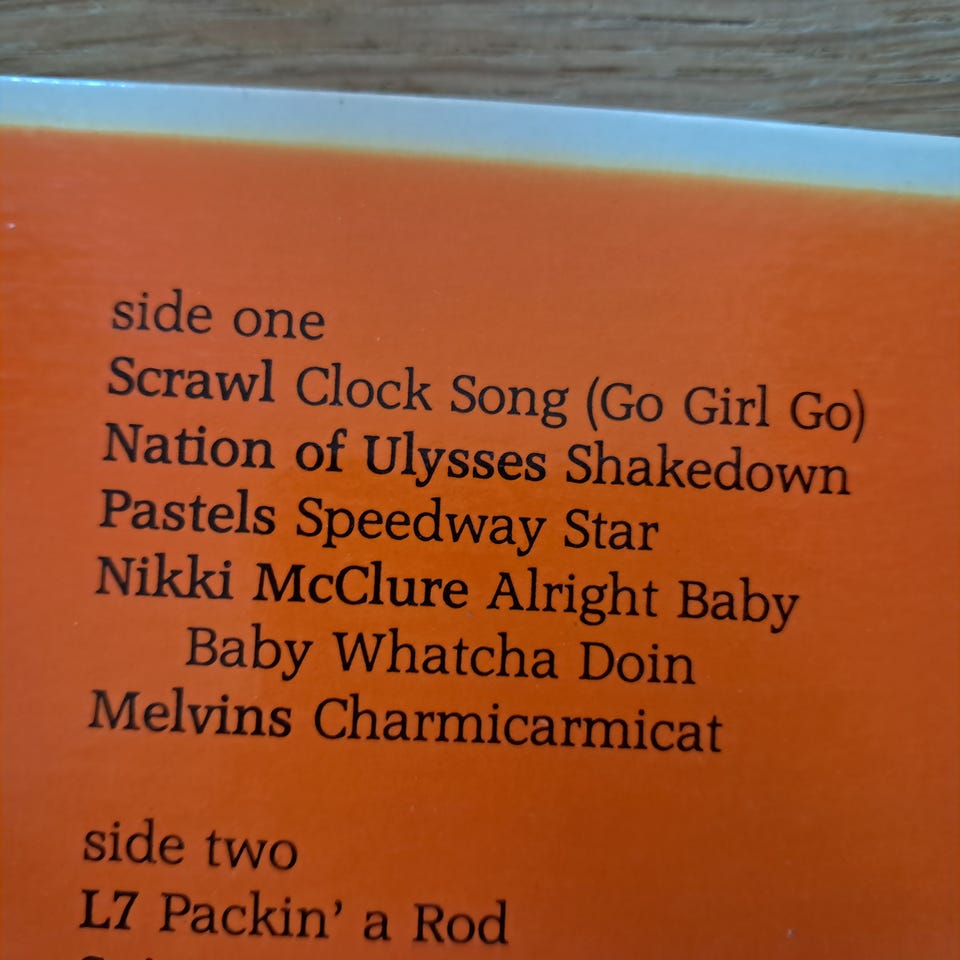 side one
Scrawl Clock Song (Go Girl Go)
Nation of Ulysses Shakedown
Pastels Speedway Star
Nikki McClure Alright Baby
Baby Whatcha Doin
Melvins Charmicarmicat
side two
L7 Packin’ a Rod